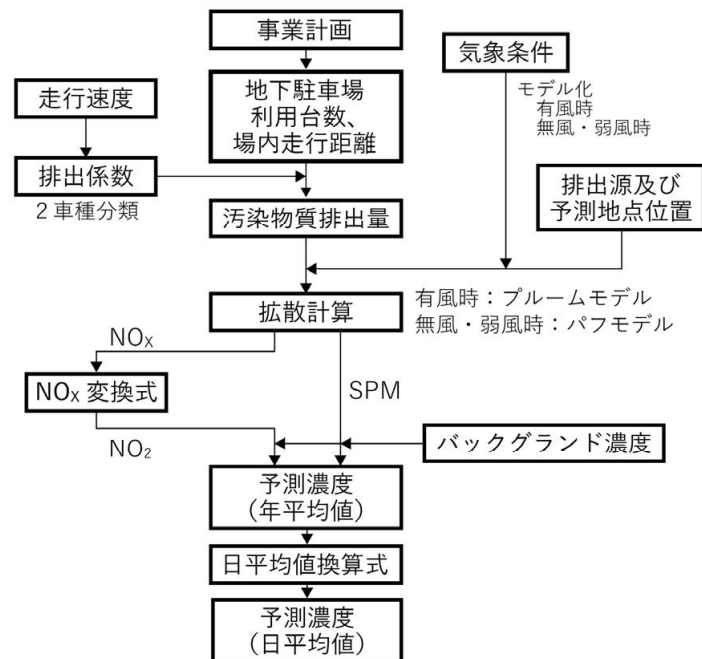 事業計画
気象条件
モデル化
有風時
無風・弱風時
走行速度
地下駐車場
利用台数、
場内走行距離
排出係数
2車種分類
排出源及び
予測地点位置
汚染物質排出量
拡散計算
有風時：プルームモデル
無風・弱風時：パフモデル
NOx
NOx 変換式
SPM
NO₂
バックグランド濃度
予測濃度
（年平均値）
日平均値換算式
予測濃度
（日平均値）